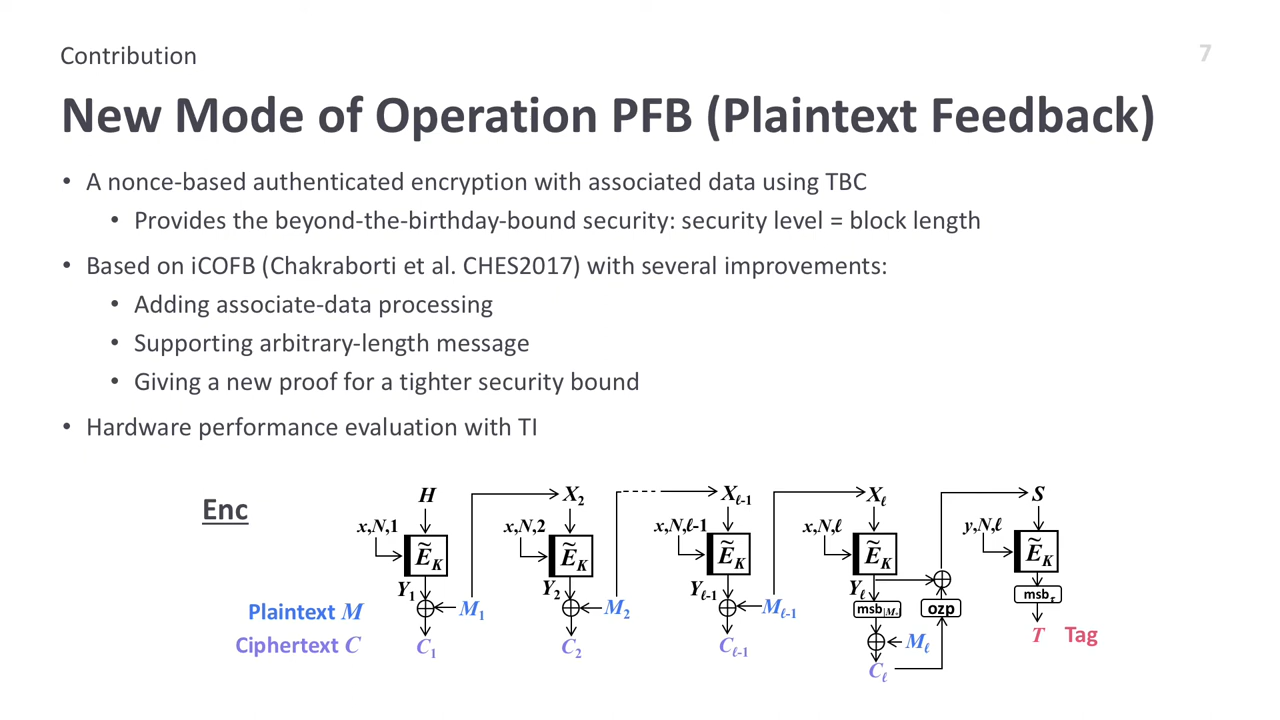 Contribution
7
New Mode of Operation PFB (Plaintext Feedback)
• A nonce-based authenticated encryption with associated data using TBC
• Provides the beyond-the-birthday-bound security: security level = block length
• Based on iCOFB (Chakraborti et al. CHES2017) with several improvements:
• Adding associate-data processing
• Supporting arbitrary-length message
• Giving a new proof for a tighter security bound
• Hardware performance evaluation with TI
Enc
H X₂ Xℓ₋₁ Xℓ S
x,N,1 x,N,2 x,N,ℓ-1 x,N,ℓ y,N,ℓ
Ẽ_K Ẽ_K Ẽ_K Ẽ_K Ẽ_K
Y₁ Y₂ Yℓ₋₁ Yℓ
msb_τ
Plaintext M M₁ M₂ Mℓ₋₁ msb|Mℓ| ozp
T Tag
Ciphertext C C₁ C₂ Cℓ₋₁ Mℓ
Cℓ